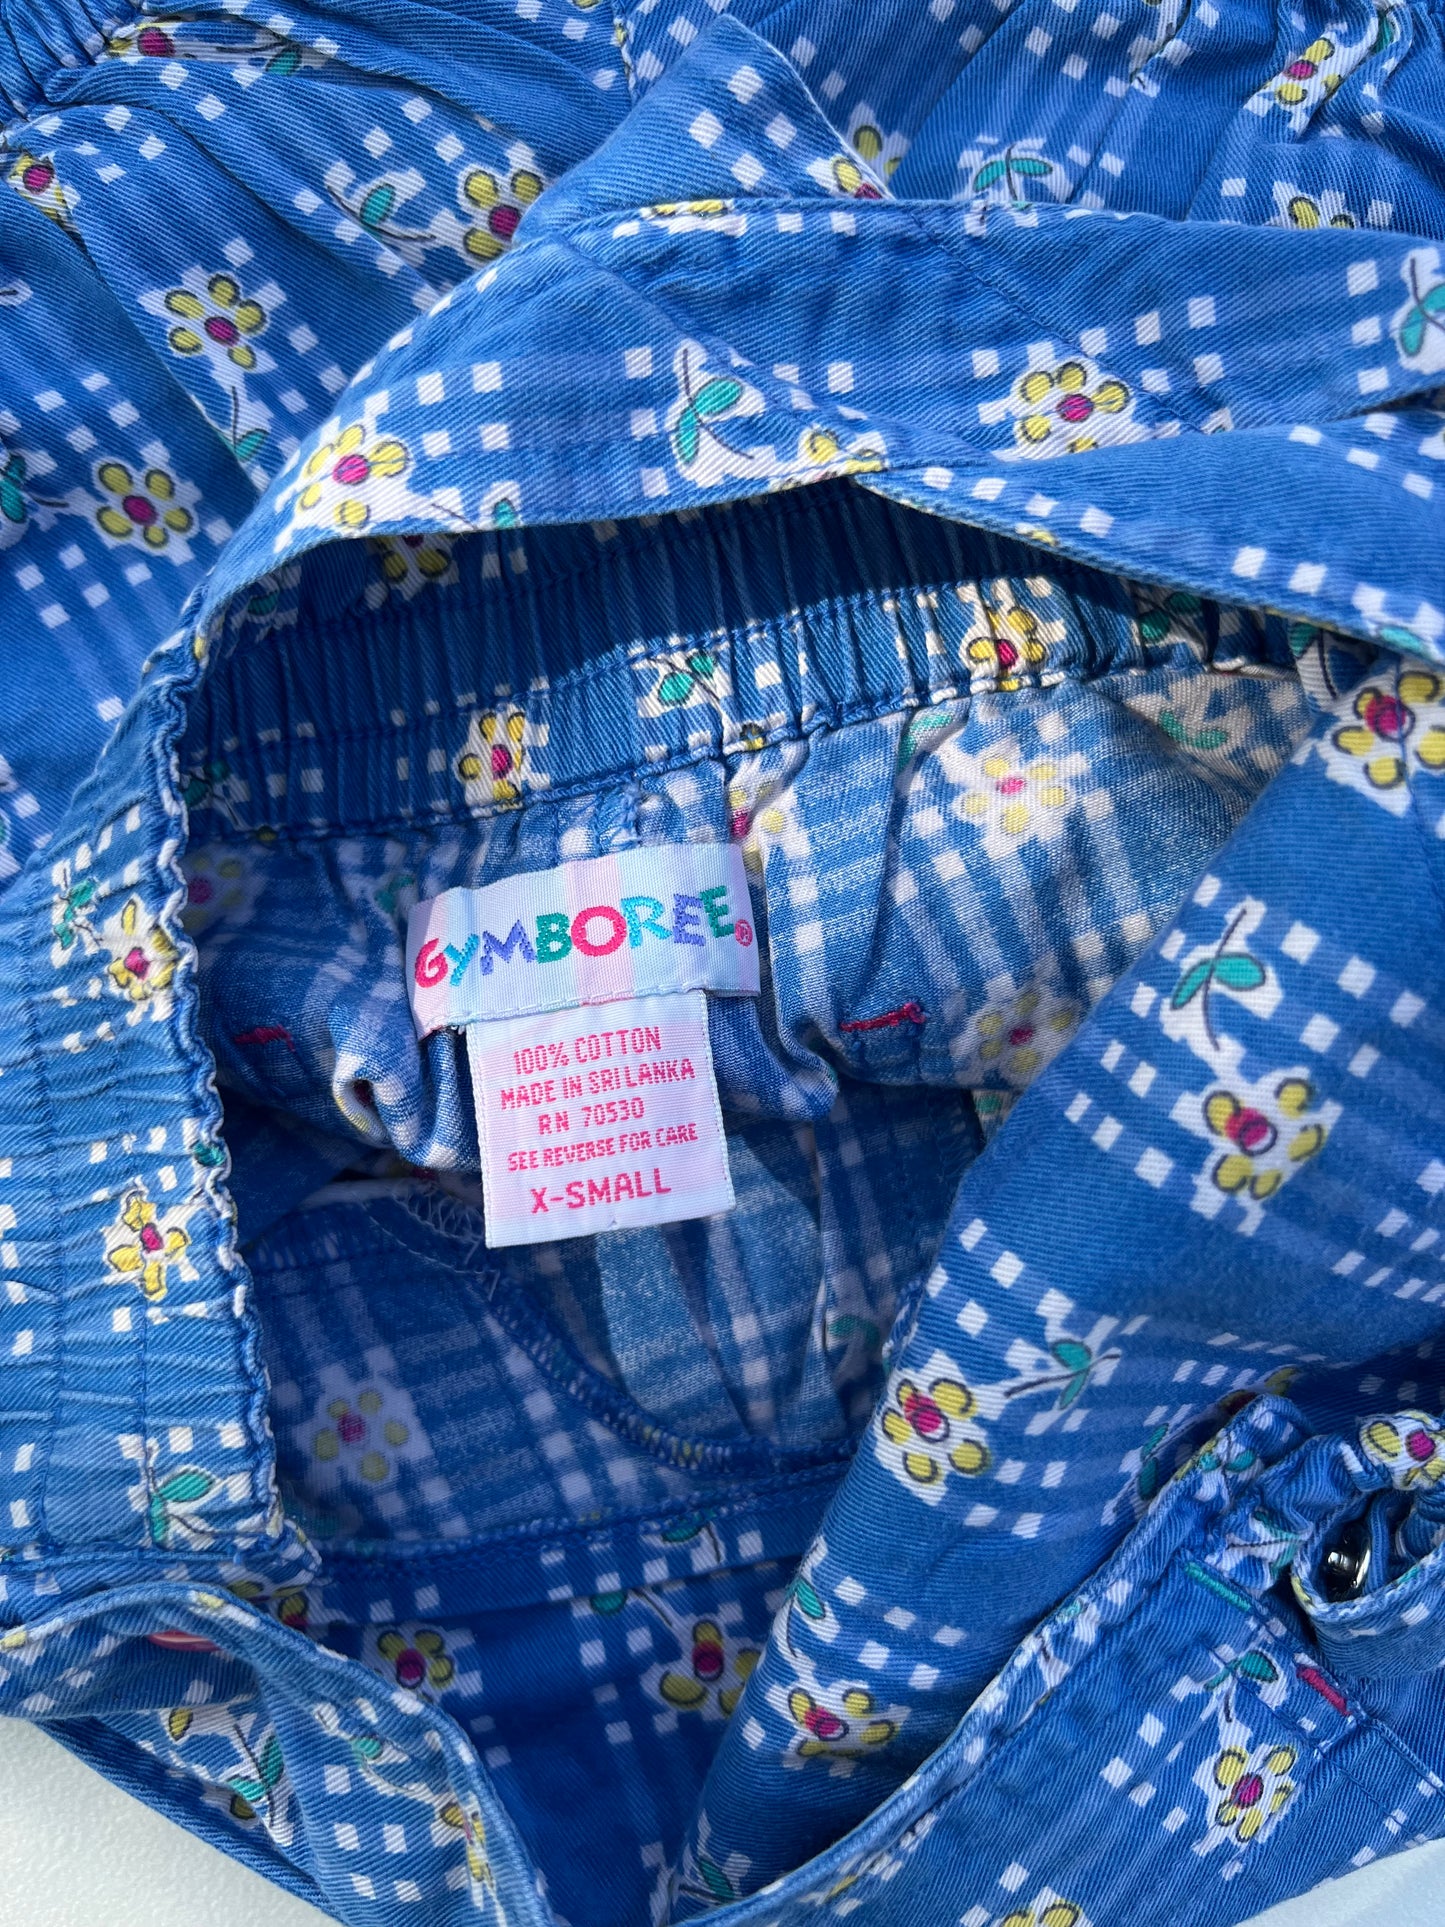 GYMBOREE®
100% COTTON
MADE IN SRI LANKA
RN 70530
SEE REVERSE FOR CARE
X-SMALL